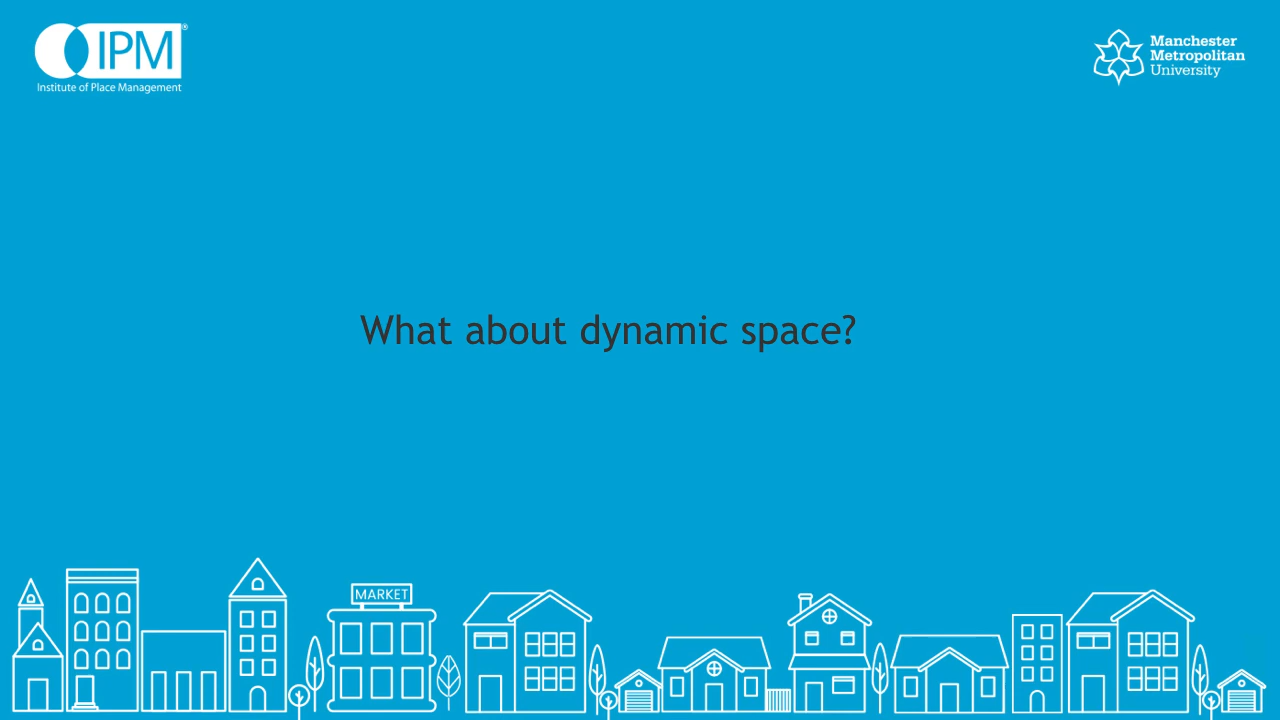 IPM®
Institute of Place Management
Manchester
Metropolitan
University
What about dynamic space?
MARKET